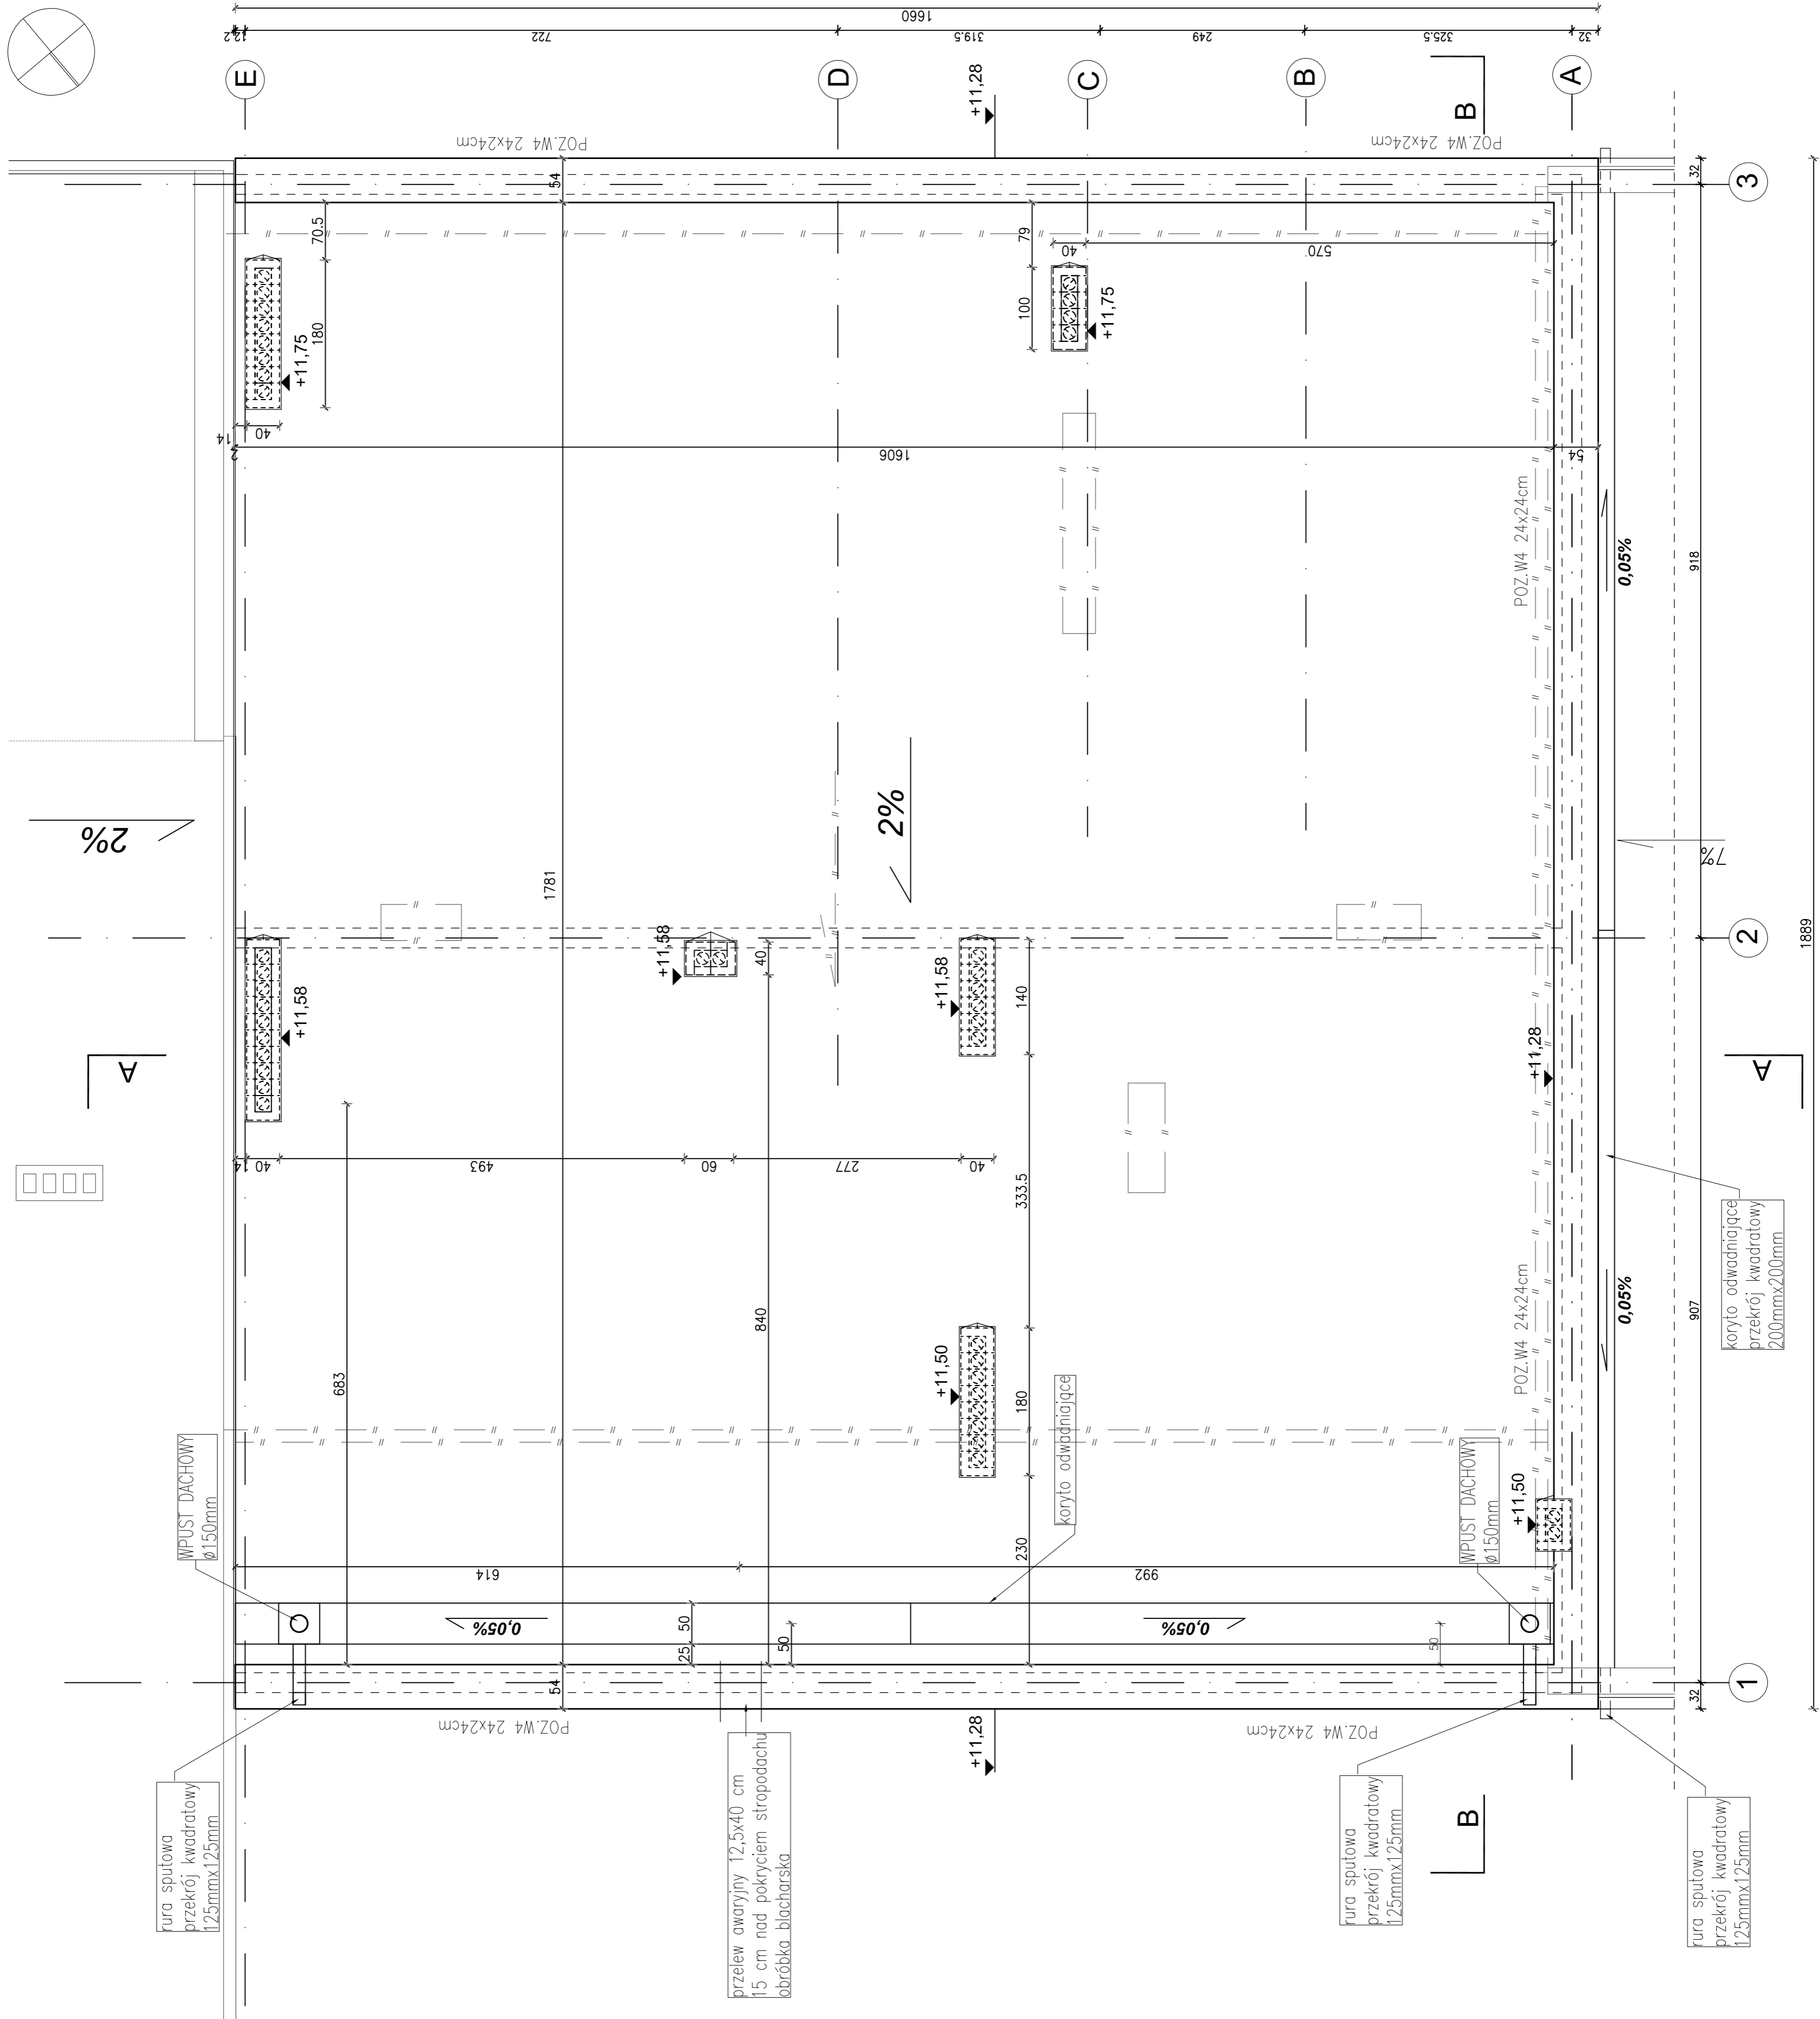 1660
12.2
722
319.5
249
325.5
32
E
D
C
B
A
+11,28
B
POZ.W4 24x24cm
POZ.W4 24x24cm
54
70.5
180
+11,75
40
14
2
79
40
100
+11,75
570
1606
54
32
3
2%
1781
2%
POZ.W4 24x24cm
0,05%
918
7%
+11,58
+11,58
40
+11,58
140
+11,28
2
1889
A
A
14
40
493
60
277
40
333.5
683
840
+11,50
180
230
POZ.W4 24x24cm
0,05%
907
koryto odwadniające
przekrój kwadratowy
200mmx200mm
WPUST DACHOWY
ø150mm
koryto odwadniające
WPUST DACHOWY
ø150mm
+11,50
614
992
0,05%
50
25
50
0,05%
50
54
32
1
POZ.W4 24x24cm
+11,28
POZ.W4 24x24cm
B
rura sputowa
przekrój kwadratowy
125mmx125mm
przelew awaryjny 12,5x40 cm
15 cm nad pokryciem stropodachu
obróbka blacharska
rura sputowa
przekrój kwadratowy
125mmx125mm
rura sputowa
przekrój kwadratowy
125mmx125mm